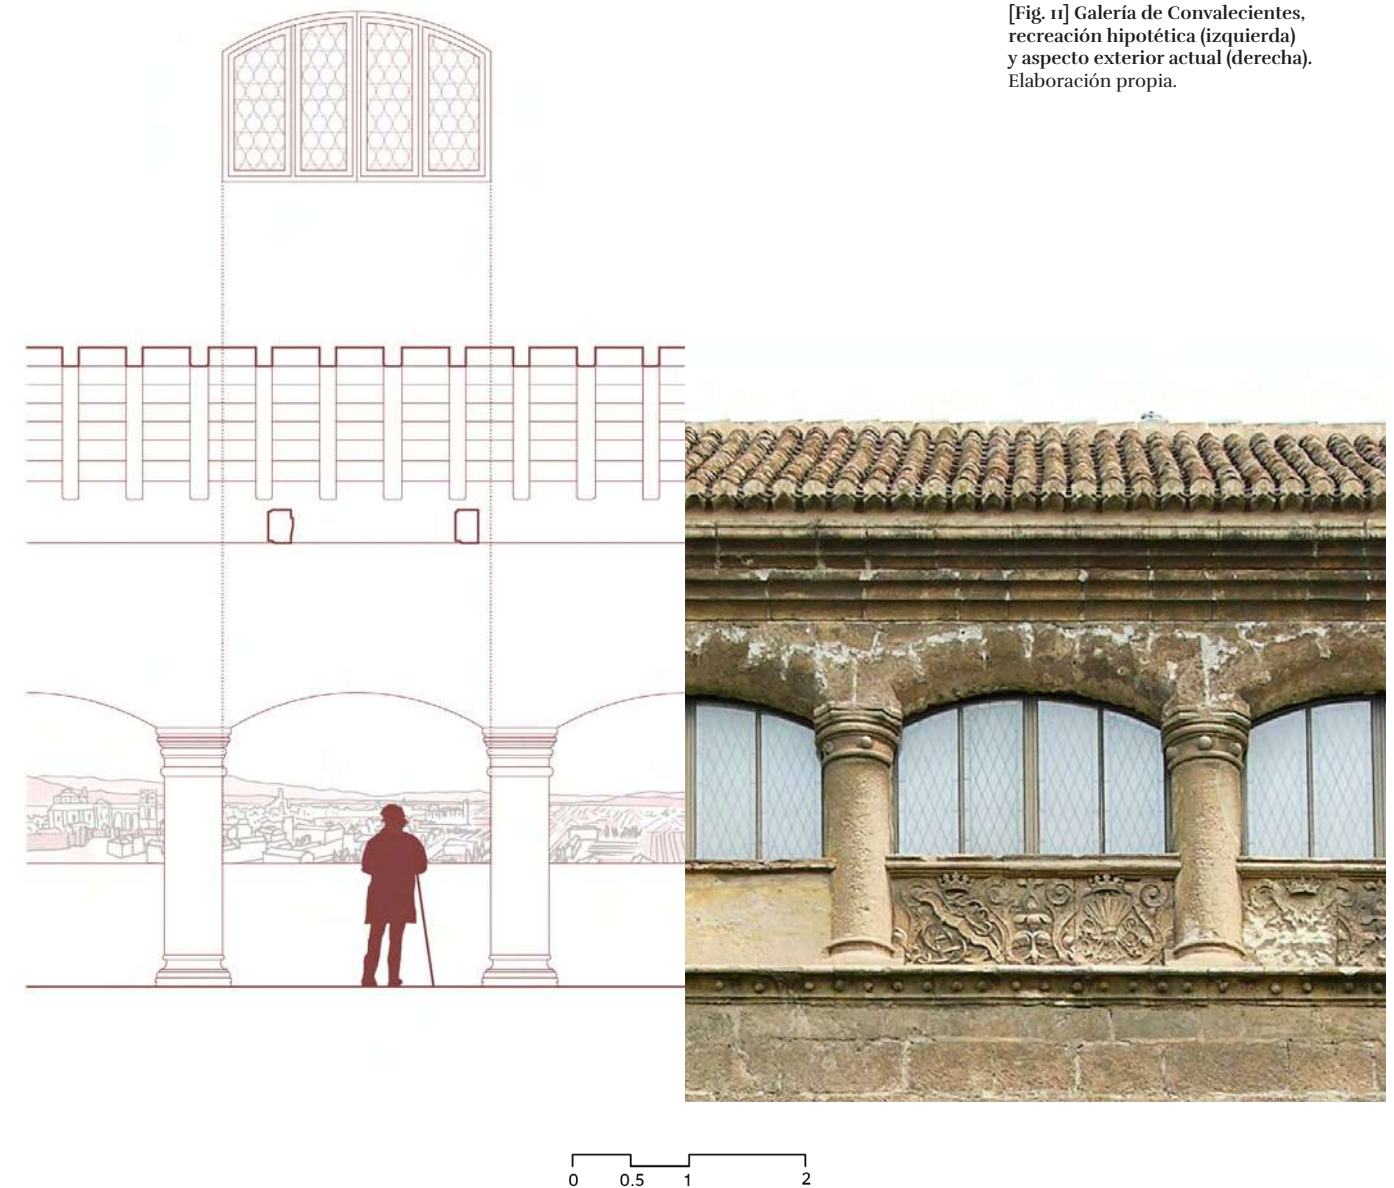 [Fig. 11] Galería de Convalecientes,
recreación hipotética (izquierda)
y aspecto exterior actual (derecha).
Elaboración propia.
0 0.5 1 2